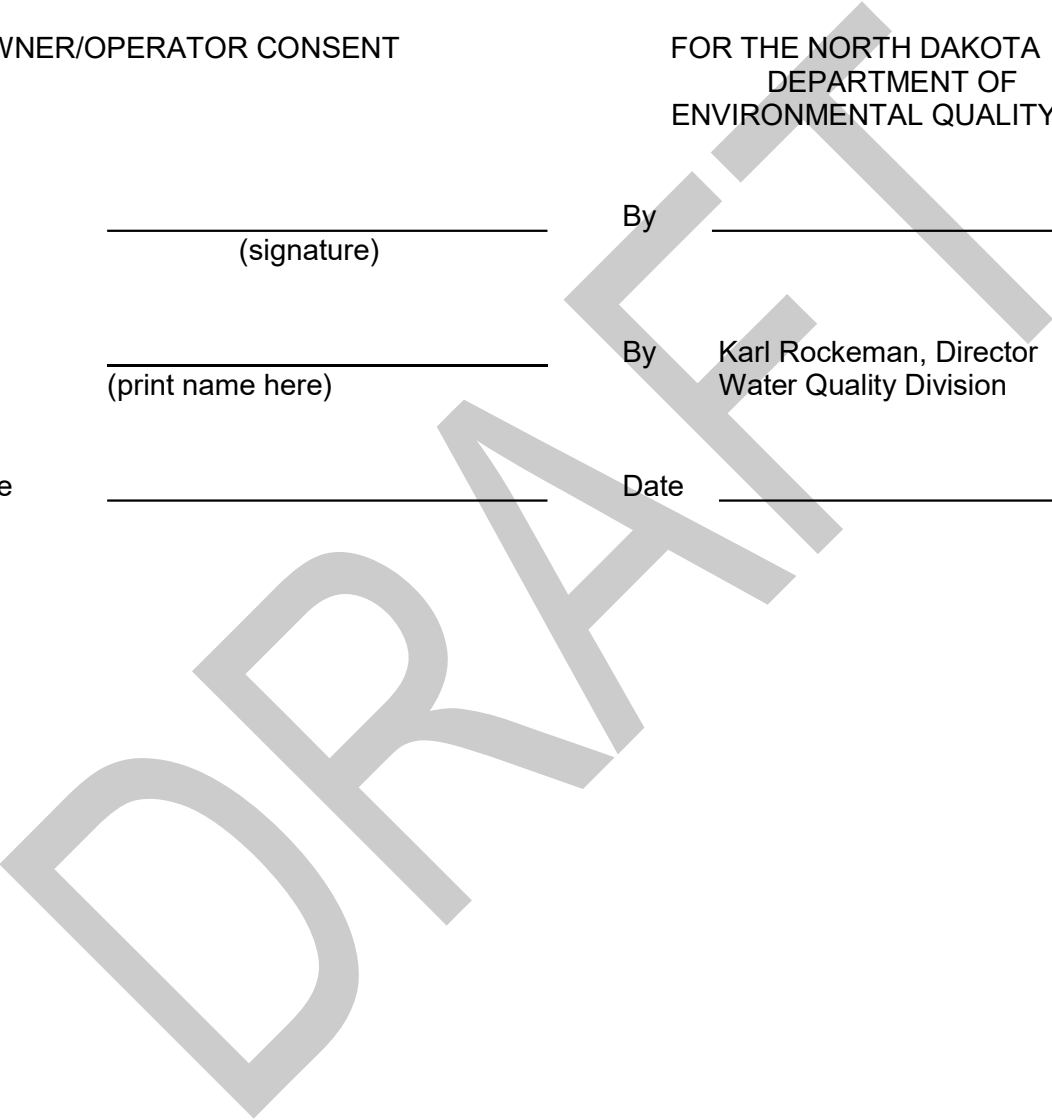 WNER/OPERATOR CONSENT
FOR THE NORTH DAKOTA
DEPARTMENT OF
ENVIRONMENTAL QUALITY
(signature)
By
(print name here)
By Karl Rockeman, Director
Water Quality Division
e
Date
DRAFT